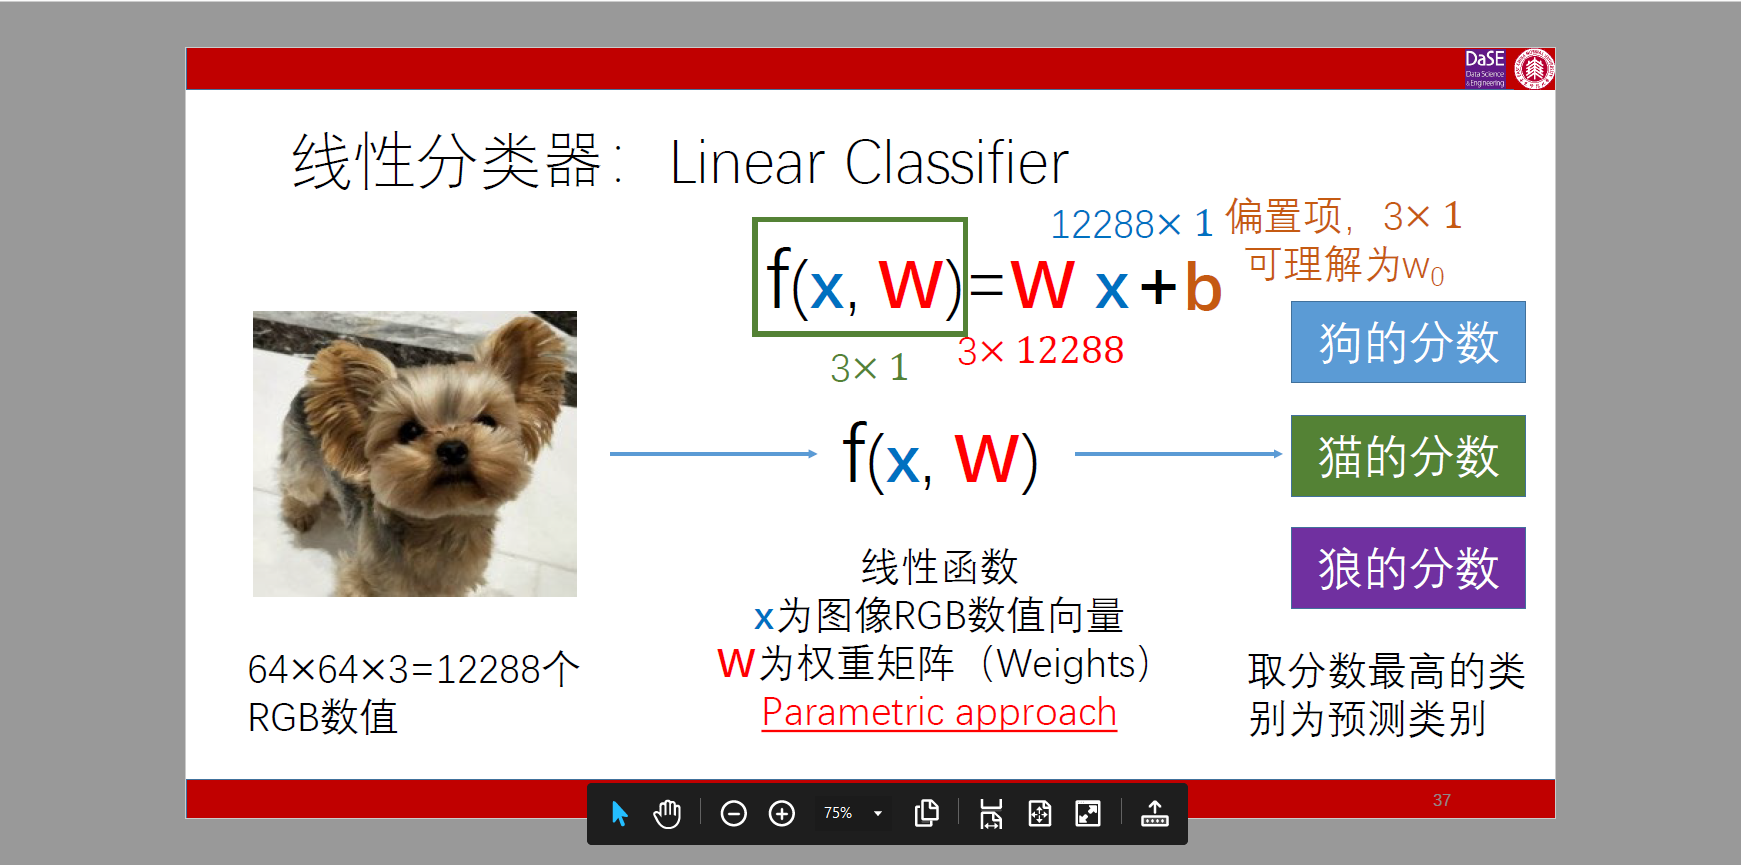 DaSE
Data Science
& Engineering
线性分类器： Linear Classifier
12288× 1
偏置项，3× 1
可理解为w₀
f(x, W)=W x+b
3× 1
3× 12288
狗的分数
f(x, W)
猫的分数
狼的分数
线性函数
x为图像RGB数值向量
W为权重矩阵（Weights）
Parametric approach
64×64×3=12288个
RGB数值
取分数最高的类
别为预测类别
37
75%